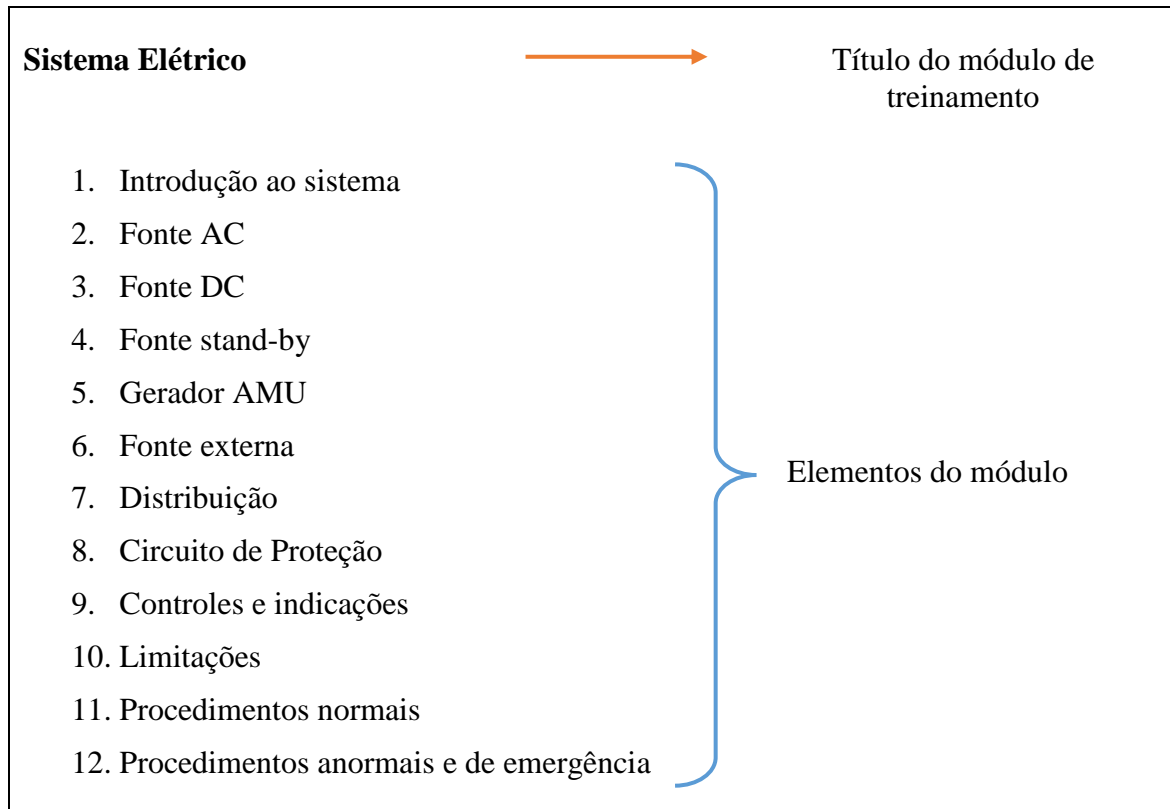 Sistema Elétrico
Título do módulo de
treinamento
1. Introdução ao sistema
2. Fonte AC
3. Fonte DC
4. Fonte stand-by
5. Gerador AMU
6. Fonte externa
7. Distribuição
8. Circuito de Proteção
9. Controles e indicações
10. Limitações
11. Procedimentos normais
12. Procedimentos anormais e de emergência
Elementos do módulo